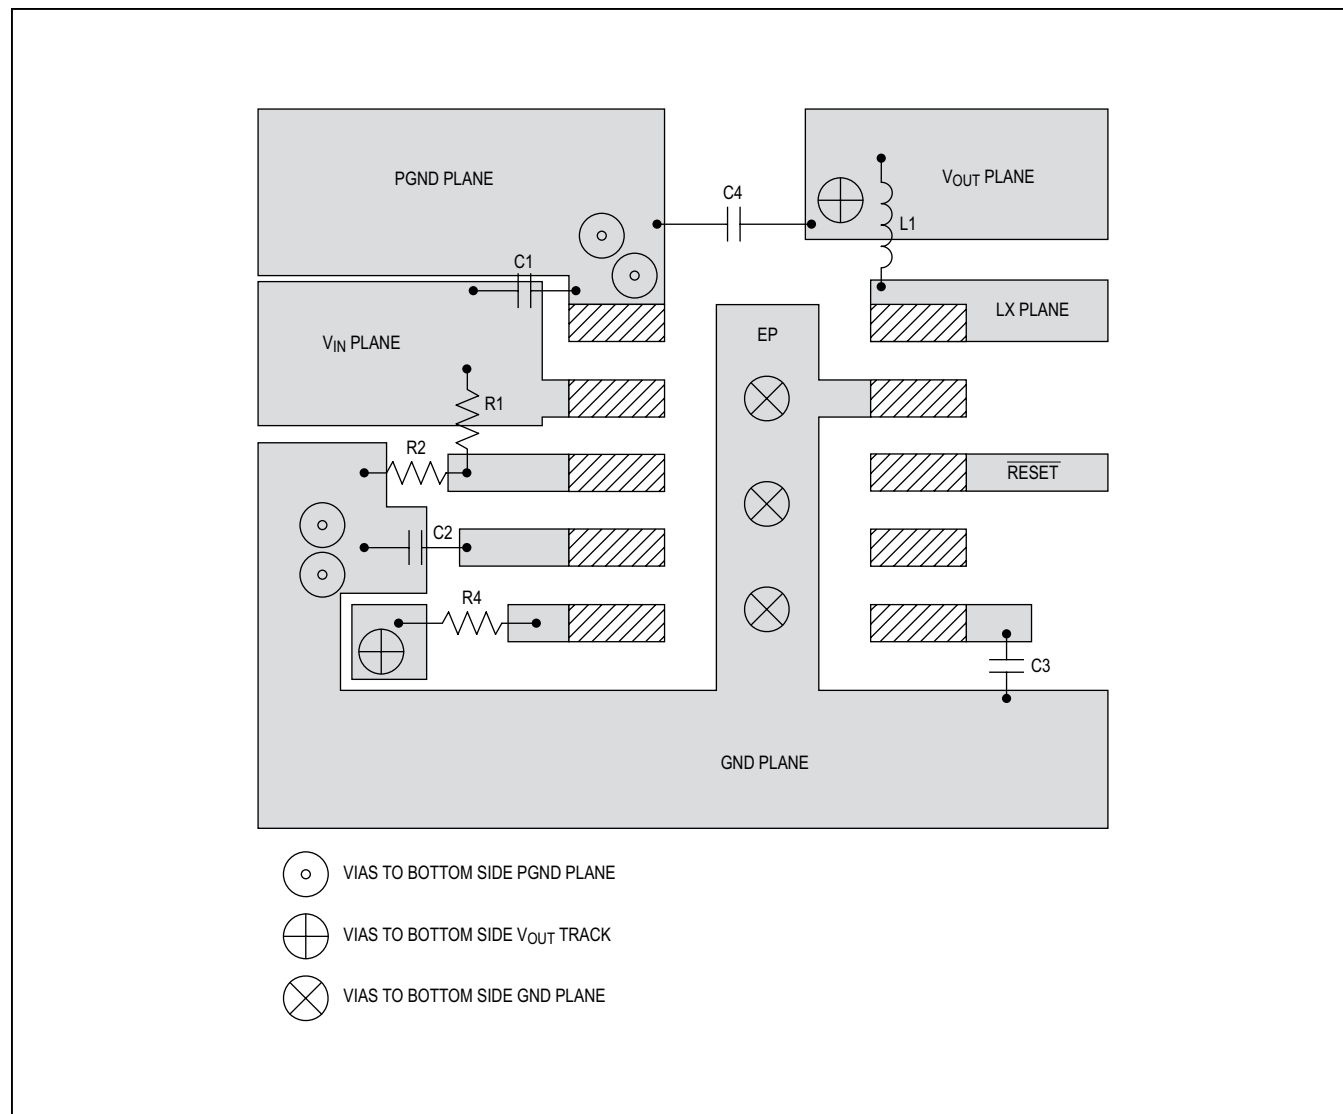 PGND PLANE
C4
VOUT PLANE
L1
C1
LX PLANE
EP
VIN PLANE
R1
R2
RESET
C2
R4
C3
GND PLANE
VIAS TO BOTTOM SIDE PGND PLANE
VIAS TO BOTTOM SIDE VOUT TRACK
VIAS TO BOTTOM SIDE GND PLANE